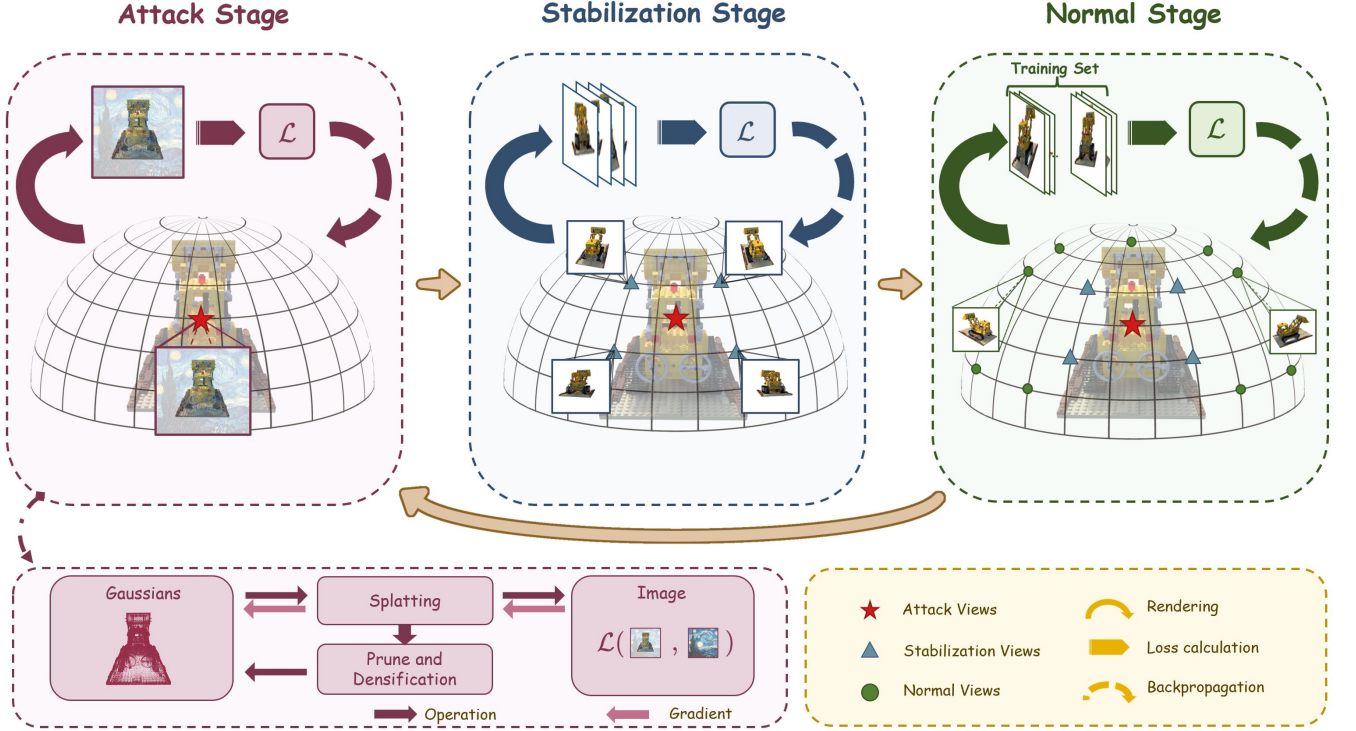 Attack Stage
Stabilization Stage
Normal Stage
Training Set
ℒ
ℒ
ℒ
Gaussians
Splatting
Image
ℒ( , )
Prune and
Densification
Operation
Gradient
Attack Views
Stabilization Views
Normal Views
Rendering
Loss calculation
Backpropagation